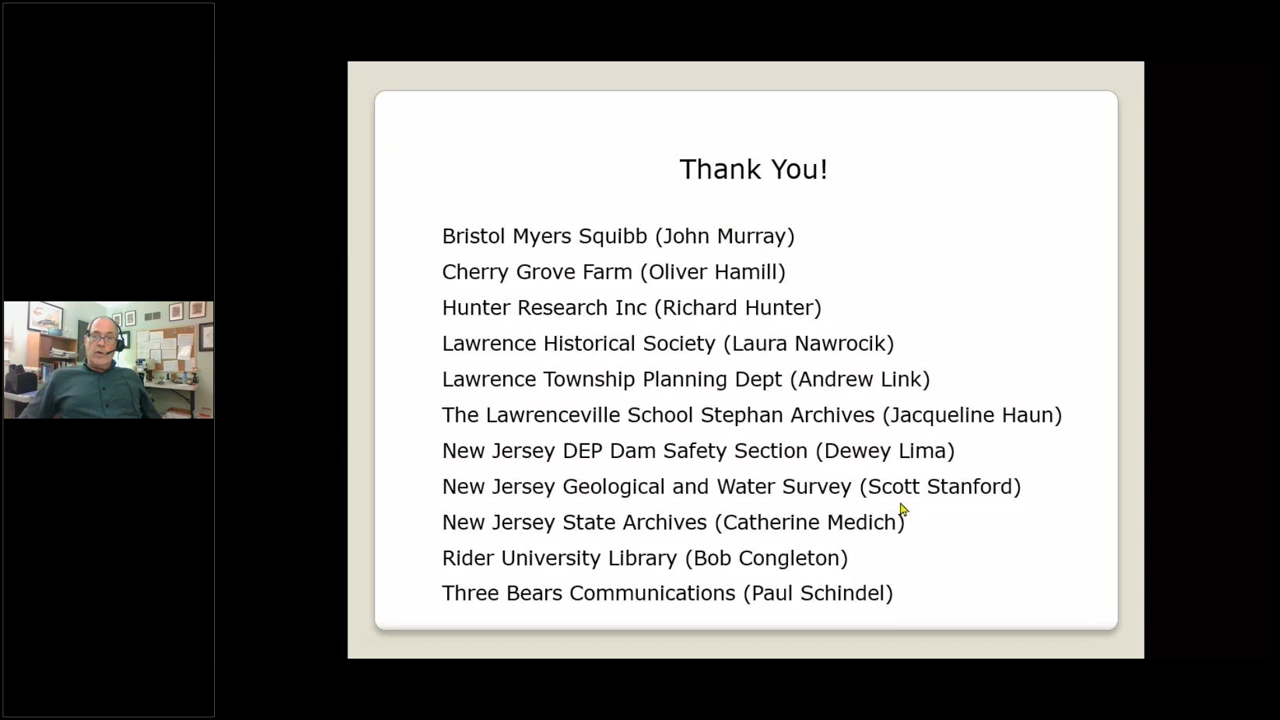 Thank You!
Bristol Myers Squibb (John Murray)
Cherry Grove Farm (Oliver Hamill)
Hunter Research Inc (Richard Hunter)
Lawrence Historical Society (Laura Nawrocik)
Lawrence Township Planning Dept (Andrew Link)
The Lawrenceville School Stephan Archives (Jacqueline Haun)
New Jersey DEP Dam Safety Section (Dewey Lima)
New Jersey Geological and Water Survey (Scott Stanford)
New Jersey State Archives (Catherine Medich)
Rider University Library (Bob Congleton)
Three Bears Communications (Paul Schindel)